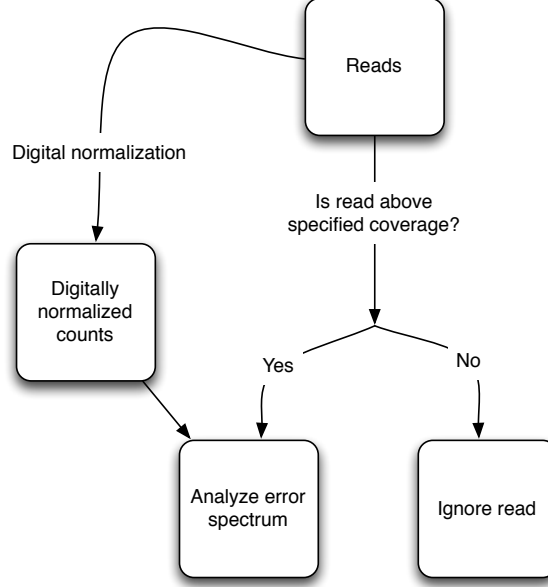 Reads
Digital normalization
Is read above
specified coverage?
Digitally
normalized
counts
Yes
No
Analyze error
spectrum
Ignore read